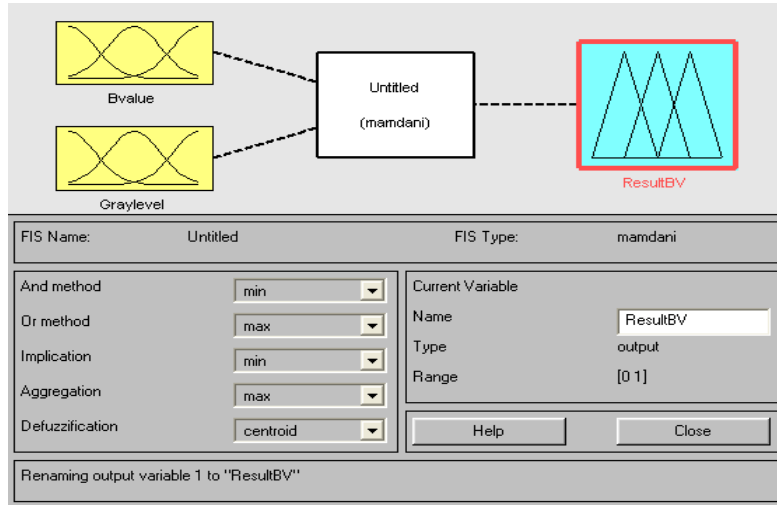 Bvalue
Graylevel
Untitled
(mamdani)
ResultBV
FIS Name: Untitled FIS Type: mamdani
And method min
Or method max
Implication min
Aggregation max
Defuzzification centroid
Current Variable
Name ResultBV
Type output
Range [0 1]
Help Close
Renaming output variable 1 to "ResultBV"